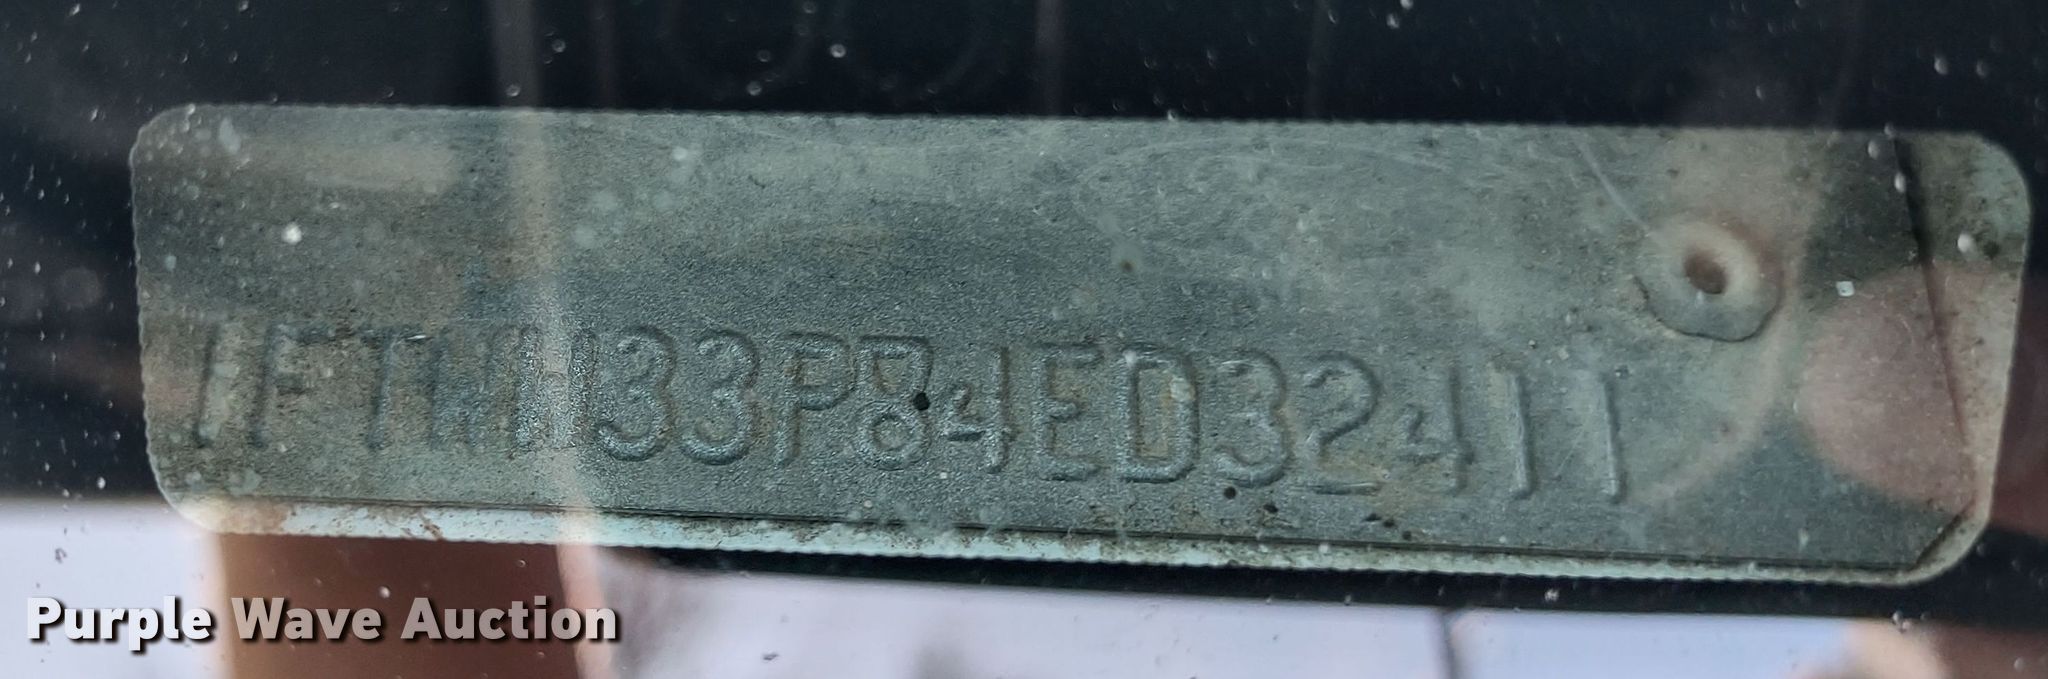 1FTWW33P84ED32411
Purple Wave Auction